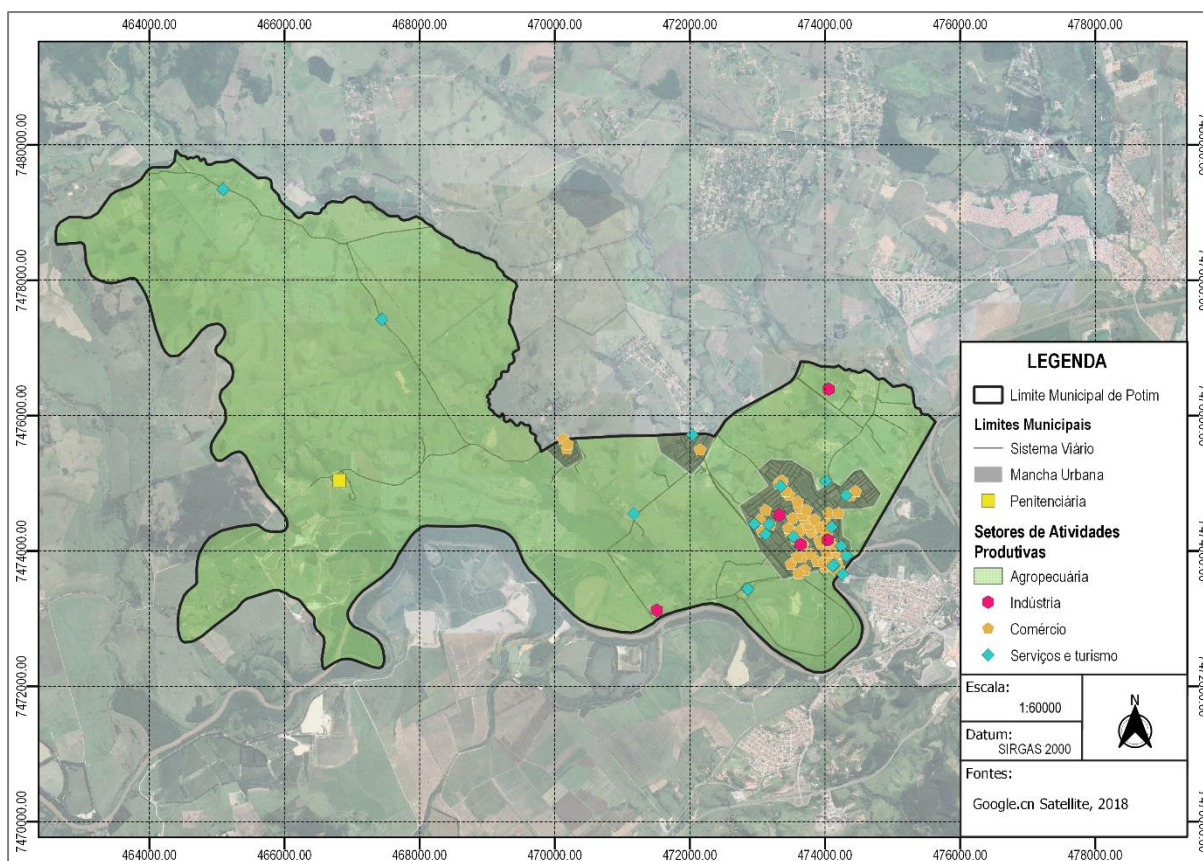 464000.00 466000.00 468000.00 470000.00 472000.00 474000.00 476000.00 478000.00
7480000.00
7478000.00
7476000.00
7474000.00
7472000.00
7470000.00
LEGENDA
Limite Municipal de Potim
Limites Municipais
Sistema Viário
Mancha Urbana
Penitenciária
Setores de Atividades
Produtivas
Agropecuária
Indústria
Comércio
Serviços e turismo
Escala:
1:60000
N
Datum:
SIRGAS 2000
Fontes:
Google.cn Satellite, 2018
464000.00 466000.00 468000.00 470000.00 472000.00 474000.00 476000.00 478000.00